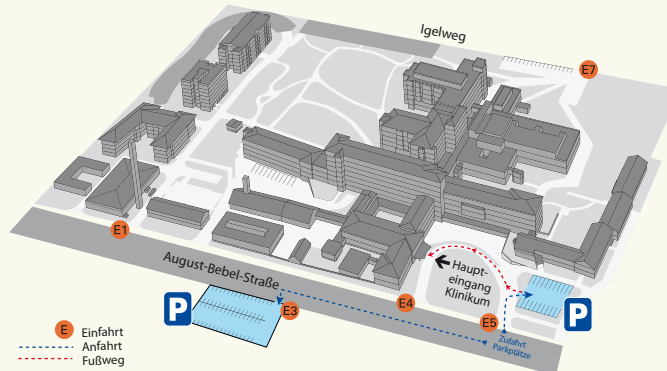 Igelweg
E7
E1
August-Bebel-Straße
Haupt-
eingang
Klinikum
E4
E3
E5
P
P
Zufahrt
Parkplätze
E Einfahrt
Anfahrt
Fußweg